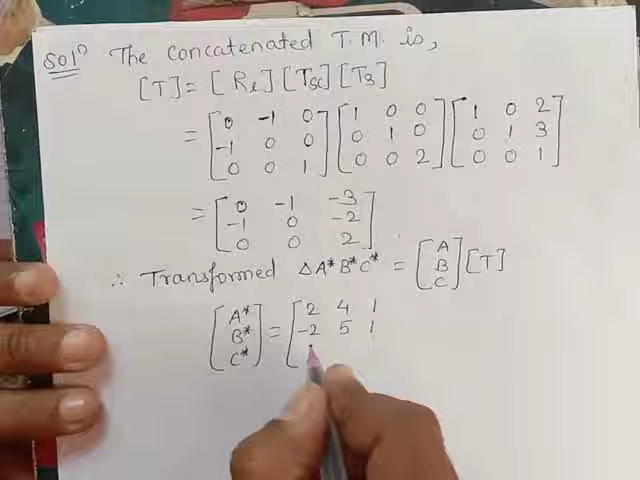 Solⁿ The Concatenated T.M. is,
[T] = [Rℓ][Tsc][T3]
= [0 -1 0 [1 0 0 [1 0 2
-1 0 0 0 1 0 0 1 3
0 0 1] 0 0 2] 0 0 1]
= [0 -1 -3
-1 0 -2
0 0 2]
∴ Transformed ΔA*B*C* = [A B C] [T]
[A* B* C*] = [2 4 1
-2 5 1